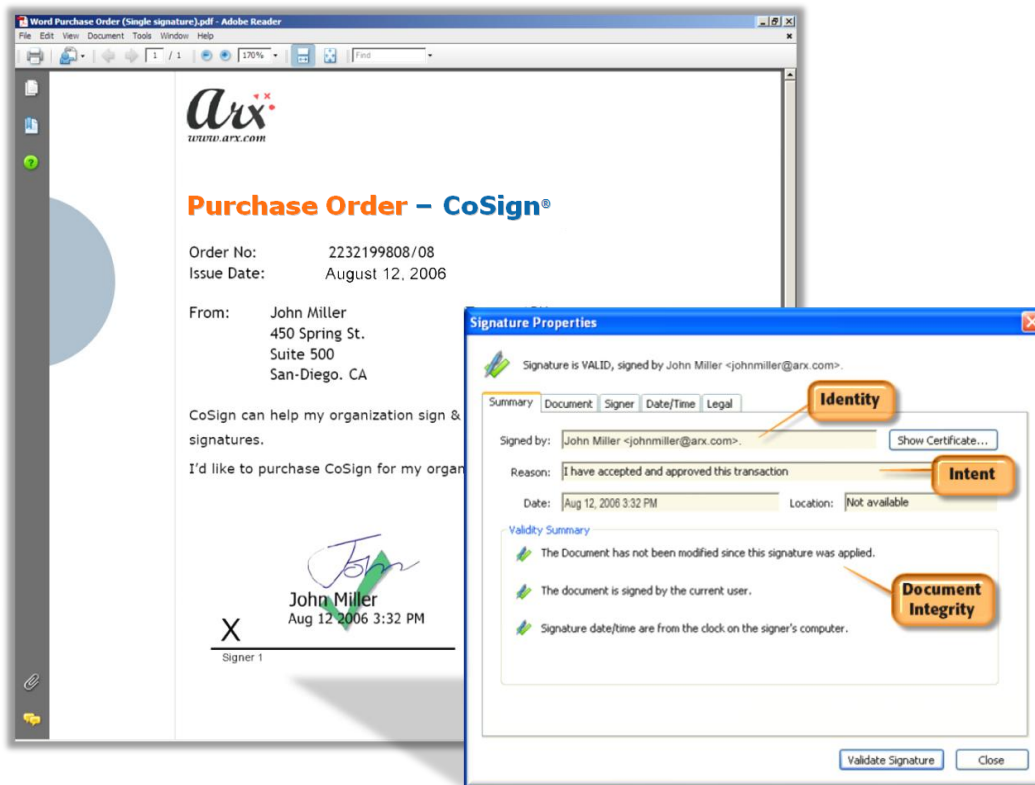 Word Purchase Order (Single signature).pdf - Adobe Reader
File Edit View Document Tools Window Help
1 / 1 170% Find
arx
www.arx.com
Purchase Order – CoSign®
Order No: 2232199808/08
Issue Date: August 12, 2006
From: John Miller
450 Spring St.
Suite 500
San-Diego. CA
CoSign can help my organization sign &
signatures.
I'd like to purchase CoSign for my organ
John
John Miller
Aug 12 2006 3:32 PM
X
Signer 1
Signature Properties
Signature is VALID, signed by John Miller <johnmiller@arx.com>.
Summary Document Signer Date/Time Legal
Identity
Signed by: John Miller <johnmiller@arx.com>. Show Certificate...
Reason: I have accepted and approved this transaction
Intent
Date: Aug 12, 2006 3:32 PM Location: Not available
Validity Summary
The Document has not been modified since this signature was applied.
The document is signed by the current user.
Document
Integrity
Signature date/time are from the clock on the signer's computer.
Validate Signature Close